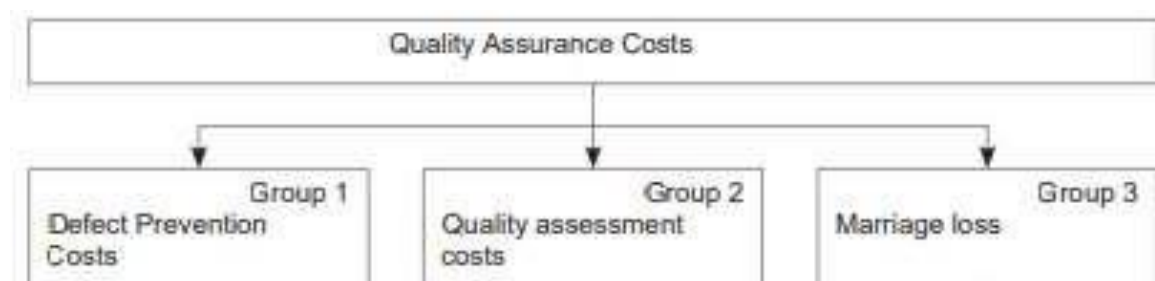 Quality Assurance Costs
Group 1
Defect Prevention
Costs
Group 2
Quality assessment
costs
Group 3
Marriage loss